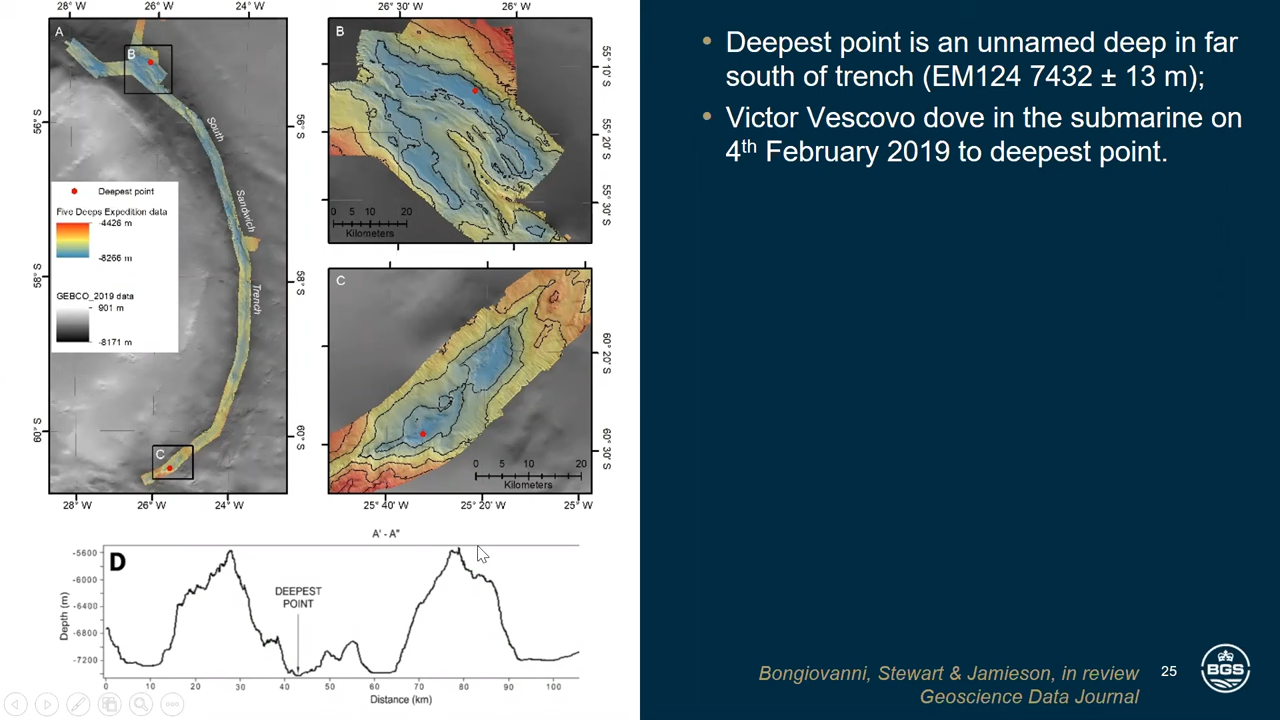 28° W
26° W
24° W
A
B
South
Sandwich
Trench
56° S
56° S
Deepest point
Five Deeps Expedition data
-4426 m
-8266 m
GEBCO_2019 data
901 m
-8171 m
58° S
58° S
60° S
60° S
C
28° W
26° W
24° W
26° 30' W
26° W
B
55° 10' S
55° 20' S
55° 30' S
0 5 10 20
Kilometers
C
60° 20' S
60° 30' S
0 5 10 20
Kilometers
25° 40' W
25° 20' W
25° W
A' - A"
D
Depth (m)
-5600
-6000
-6400
-6800
-7200
DEEPEST
POINT
0 10 20 30 40 50 60 70 80 90 100
Distance (km)
• Deepest point is an unnamed deep in far
south of trench (EM124 7432 ± 13 m);
• Victor Vescovo dove in the submarine on
4th February 2019 to deepest point.
Bongiovanni, Stewart & Jamieson, in review
Geoscience Data Journal
25
BGS